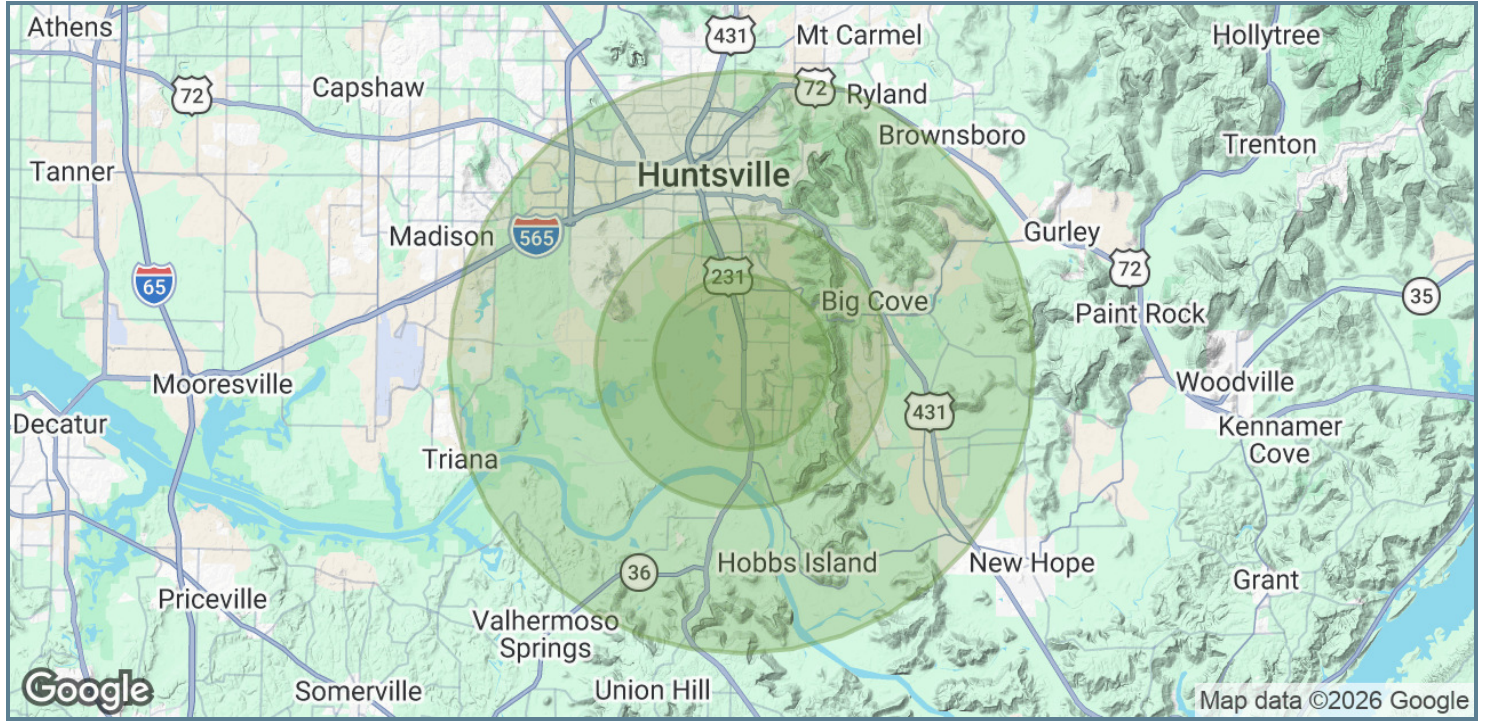 Athens
431
Mt Carmel
Hollytree
72
Capshaw
72
Ryland
Brownsboro
Trenton
Tanner
Huntsville
Madison
565
Gurley
65
231
72
Big Cove
35
Paint Rock
Mooresville
Woodville
Decatur
431
Kennamer
Cove
Triana
36
Hobbs Island
New Hope
Grant
Priceville
Valhermoso
Springs
Somerville
Union Hill
Google
Map data ©2026 Google